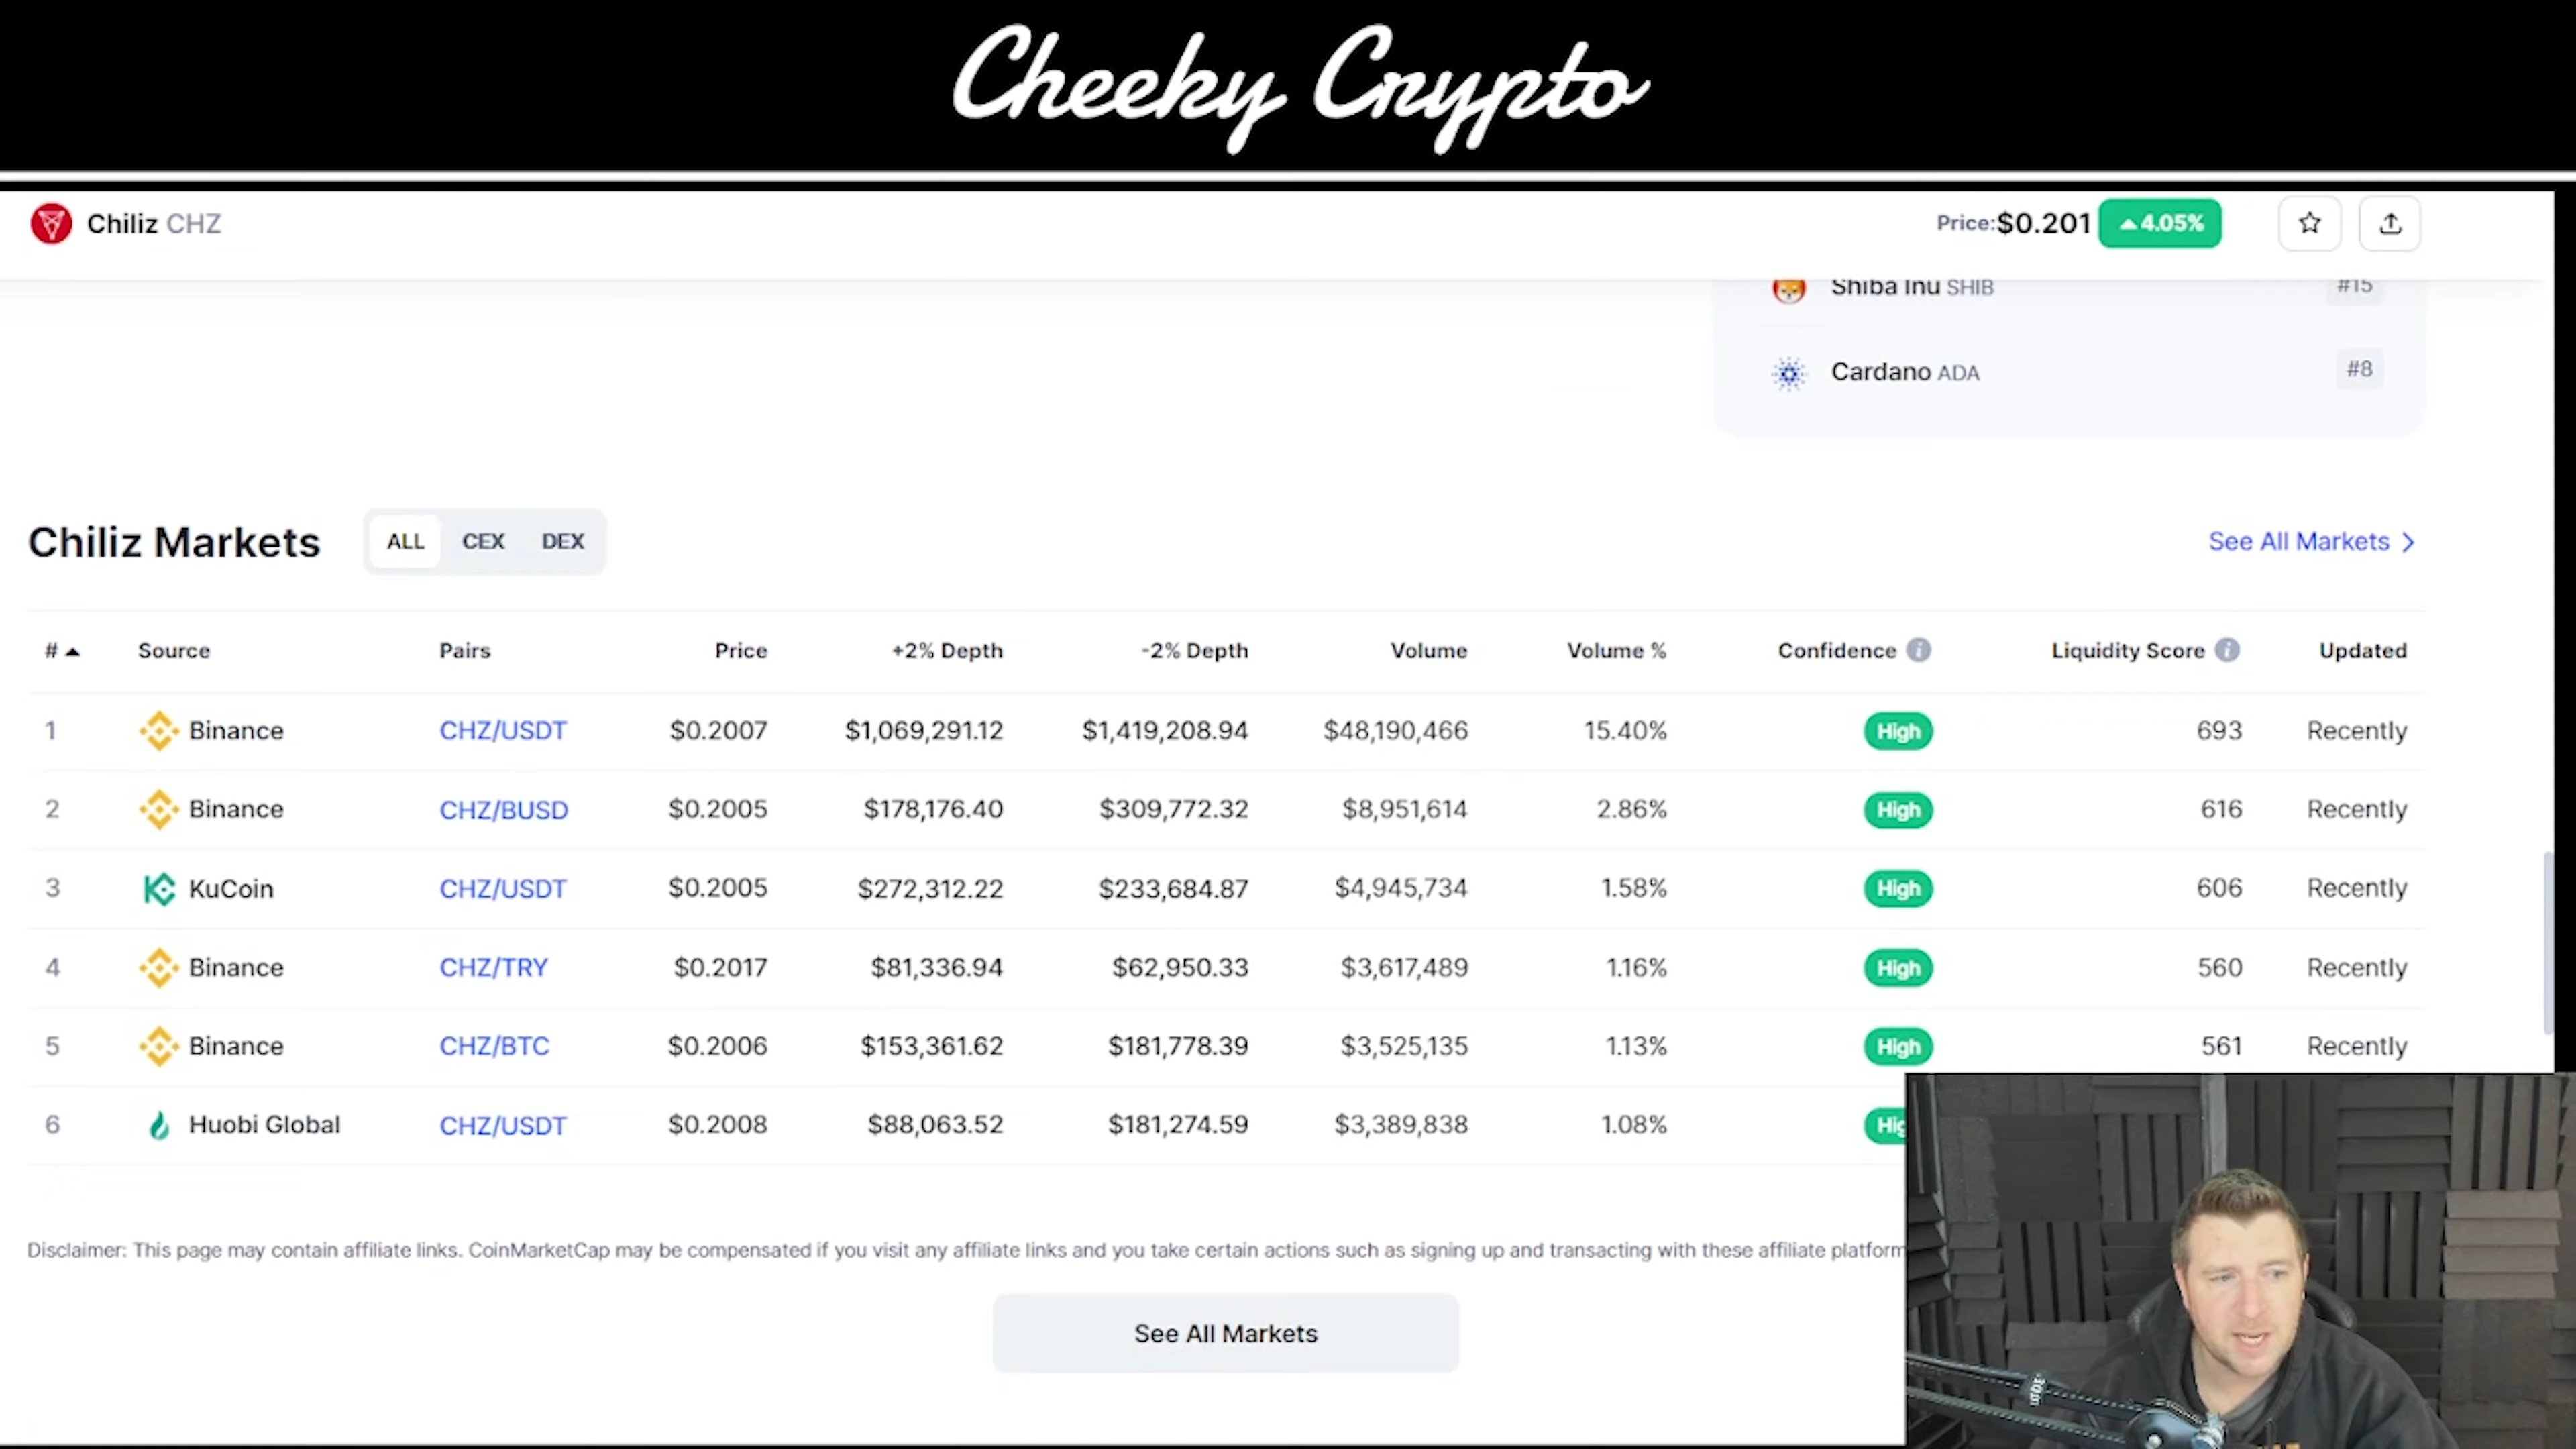 Cheeky Crypto
Chiliz CHZ
Price:$0.201 4.05%
Shiba Inu SHIB #15
Cardano ADA #8
Chiliz Markets ALL CEX DEX See All Markets
# Source Pairs Price +2% Depth -2% Depth Volume Volume % Confidence Liquidity Score Updated
1 Binance CHZ/USDT $0.2007 $1,069,291.12 $1,419,208.94 $48,190,466 15.40% High 693 Recently
2 Binance CHZ/BUSD $0.2005 $178,176.40 $309,772.32 $8,951,614 2.86% High 616 Recently
3 KuCoin CHZ/USDT $0.2005 $272,312.22 $233,684.87 $4,945,734 1.58% High 606 Recently
4 Binance CHZ/TRY $0.2017 $81,336.94 $62,950.33 $3,617,489 1.16% High 560 Recently
5 Binance CHZ/BTC $0.2006 $153,361.62 $181,778.39 $3,525,135 1.13% High 561 Recently
6 Huobi Global CHZ/USDT $0.2008 $88,063.52 $181,274.59 $3,389,838 1.08%
Disclaimer: This page may contain affiliate links. CoinMarketCap may be compensated if you visit any affiliate links and you take certain actions such as signing up and transacting with these affiliate platform
See All Markets